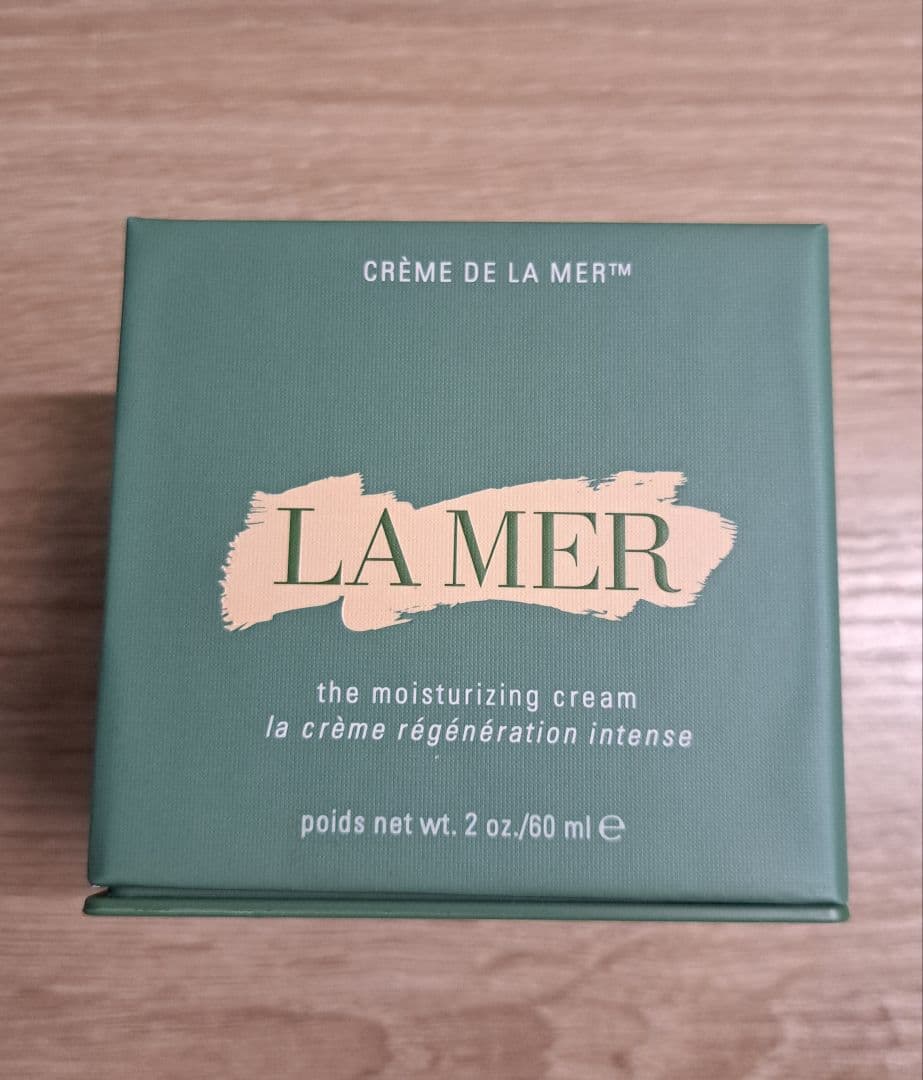 CRÈME DE LA MER™
LA MER
the moisturizing cream
la crème régénération intense
poids net wt. 2 oz./60 ml ℮